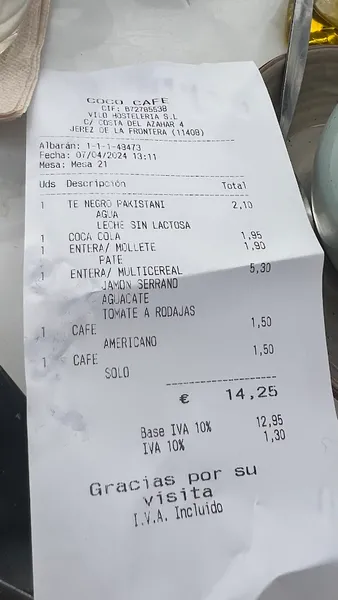 COCO CAFE
CIF: B72785538
VILO HOSTELERIA S.L
C/ COSTA DEL AZAHAR 4
JEREZ DE LA FRONTERA (11408)
Albarán: 1-1-1-49473
Fecha: 07/04/2024 13:11
Mesa: Mesa 21
Uds Descripción Total
1 TE NEGRO PAKISTANI 2,10
AGUA
LECHE SIN LACTOSA
1 COCA COLA 1,95
1 ENTERA/ MOLLETE 1,90
PATE
1 ENTERA/ MULTICEREAL 5,30
JAMON SERRANO
AGUACATE
TOMATE A RODAJAS
1 CAFE 1,50
AMERICANO
1 CAFE 1,50
SOLO
€ 14,25
Base IVA 10% 12,95
IVA 10% 1,30
Gracias por su
visita
I.V.A. Incluido